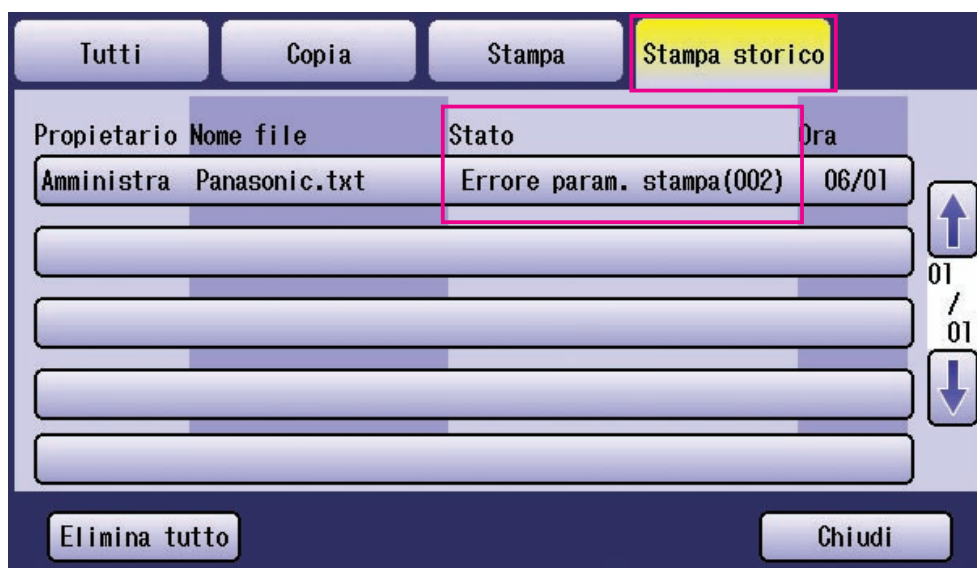 Tutti Copia Stampa Stampa storico
Propietario Nome file Stato Ora
Amministra Panasonic.txt Errore param. stampa(002) 06/01
01
/
01
Elimina tutto Chiudi